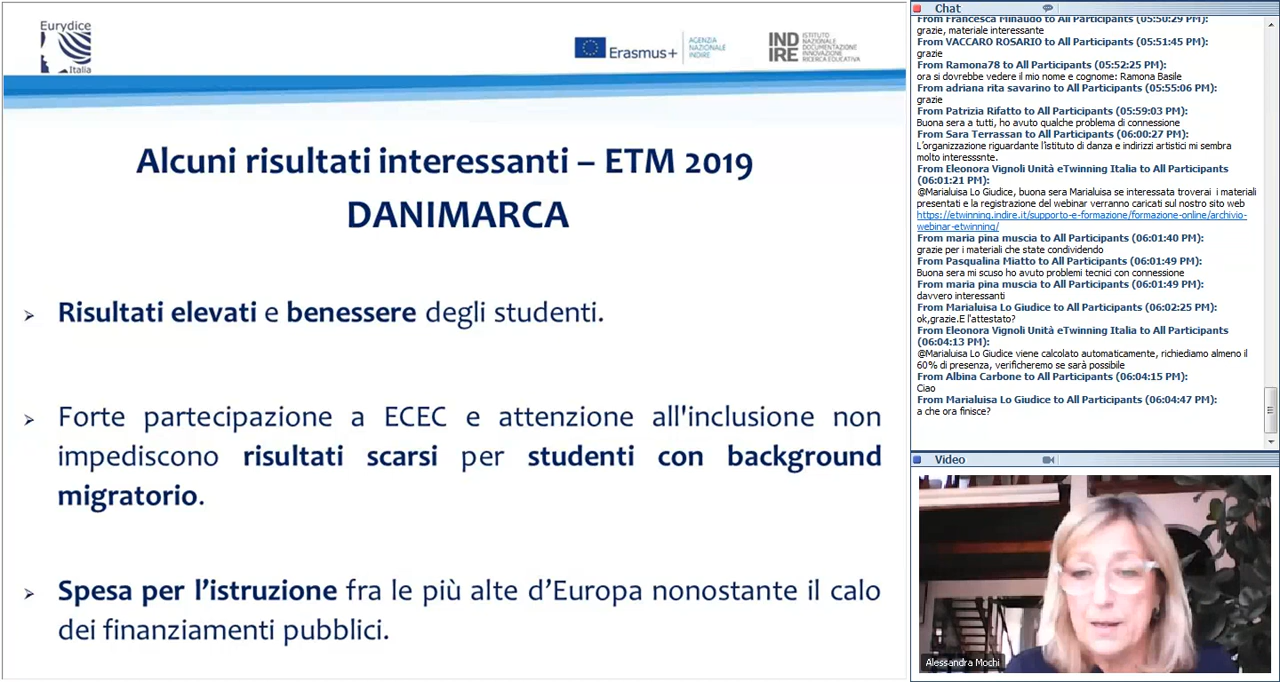 Eurydice
Italia
Erasmus+
AGENZIA
NAZIONALE
INDIRE
IND
IRE
ISTITUTO
NAZIONALE
DOCUMENTAZIONE
INNOVAZIONE
RICERCA EDUCATIVA
Alcuni risultati interessanti – ETM 2019
DANIMARCA
➢ Risultati elevati e benessere degli studenti.
➢ Forte partecipazione a ECEC e attenzione all'inclusione non
impediscono risultati scarsi per studenti con background
migratorio.
➢ Spesa per l’istruzione fra le più alte d’Europa nonostante il calo
dei finanziamenti pubblici.
Chat
From Francesca Minaudo to All Participants (05:50:29 PM):
grazie, materiale interessante
From VACCARO ROSARIO to All Participants (05:51:45 PM):
grazie
From Ramona78 to All Participants (05:52:25 PM):
ora si dovrebbe vedere il mio nome e cognome: Ramona Basile
From adriana rita savarino to All Participants (05:55:06 PM):
grazie
From Patrizia Rifatto to All Participants (05:59:03 PM):
Buona sera a tutti, ho avuto qualche problema di connessione
From Sara Terrassan to All Participants (06:00:27 PM):
L'organizzazione riguardante l'istituto di danza e indirizzi artistici mi sembra
molto interessnte.
From Eleonora Vignoli Unità eTwinning Italia to All Participants
(06:01:21 PM):
@Marialuisa Lo Giudice, buona sera Marialuisa se interessata troverai i materiali
presentati e la registrazione del webinar verranno caricati sul nostro sito web
https://etwinning.indire.it/supporto-e-formazione/formazione-online/archivio-
webinar-etwinning/
From maria pina muscia to All Participants (06:01:40 PM):
grazie per i materiali che state condividendo
From Pasqualina Miatto to All Participants (06:01:49 PM):
Buona sera mi scuso ho avuto problemi tecnici con connessione
From maria pina muscia to All Participants (06:01:49 PM):
davvero interessanti
From Marialuisa Lo Giudice to All Participants (06:02:25 PM):
ok,grazie.E l'attestato?
From Eleonora Vignoli Unità eTwinning Italia to All Participants
(06:04:13 PM):
@Marialuisa Lo Giudice viene calcolato automaticamente, richiediamo almeno il
60% di presenza, verificheremo se sarà possibile
From Albina Carbone to All Participants (06:04:15 PM):
Ciao
From Marialuisa Lo Giudice to All Participants (06:04:47 PM):
a che ora finisce?
Video
Alessandra Mochi